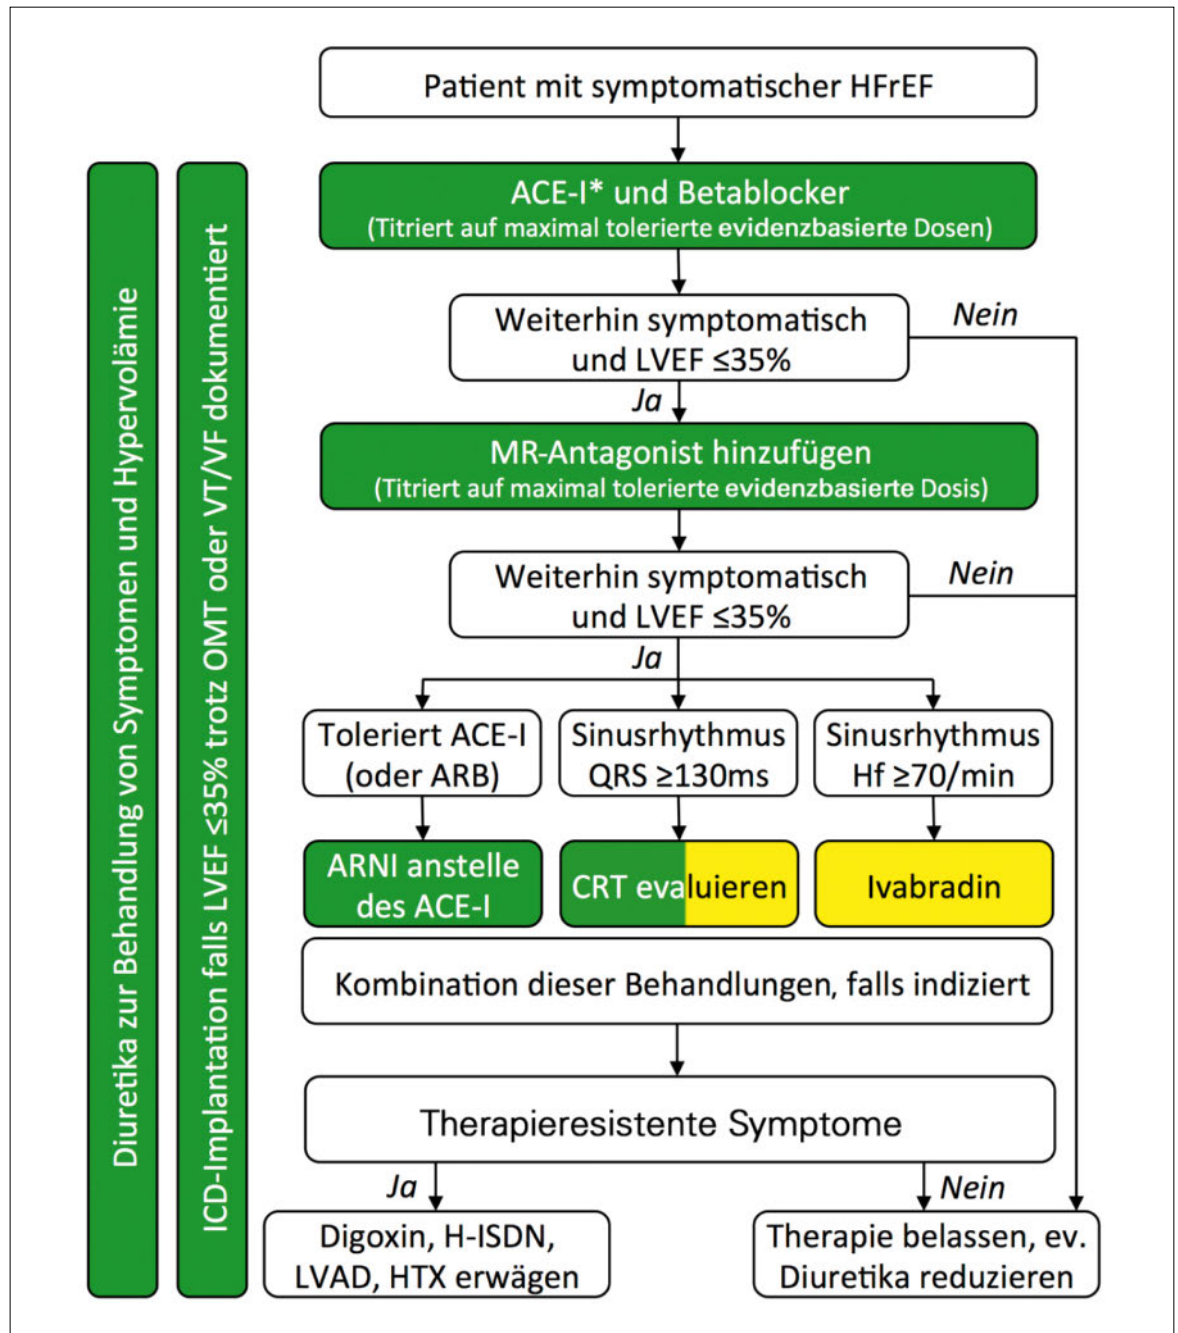 Patient mit symptomatischer HFrEF
Diuretika zur Behandlung von Symptomen und Hypervolämie
ICD-Implantation falls LVEF ≤35% trotz OMT oder VT/VF dokumentiert
ACE-I* und Betablocker
(Titriert auf maximal tolerierte evidenzbasierte Dosen)
Weiterhin symptomatisch
und LVEF ≤35%
Nein
Ja
MR-Antagonist hinzufügen
(Titriert auf maximal tolerierte evidenzbasierte Dosis)
Weiterhin symptomatisch
und LVEF ≤35%
Nein
Ja
Toleriert ACE-I
(oder ARB)
Sinusrhythmus
QRS ≥130ms
Sinusrhythmus
Hf ≥70/min
ARNI anstelle
des ACE-I
CRT evaluieren
Ivabradin
Kombination dieser Behandlungen, falls indiziert
Therapieresistente Symptome
Ja
Nein
Digoxin, H-ISDN,
LVAD, HTX erwägen
Therapie belassen, ev.
Diuretika reduzieren